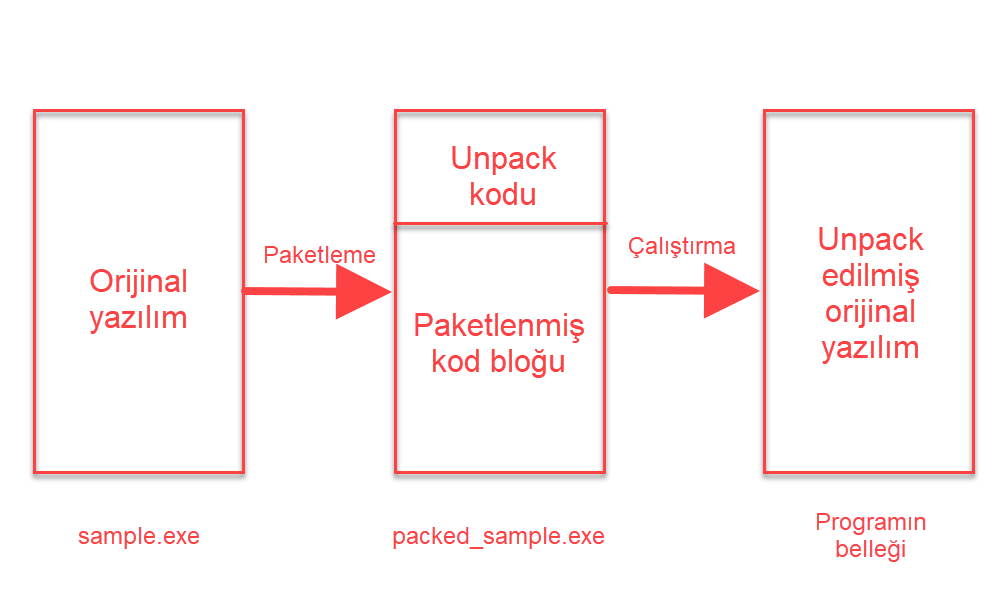 Orijinal
yazılım
Paketleme
Unpack
kodu
Paketlenmiş
kod bloğu
Çalıştırma
Unpack
edilmiş
orijinal
yazılım
sample.exe
packed_sample.exe
Programın
belleği